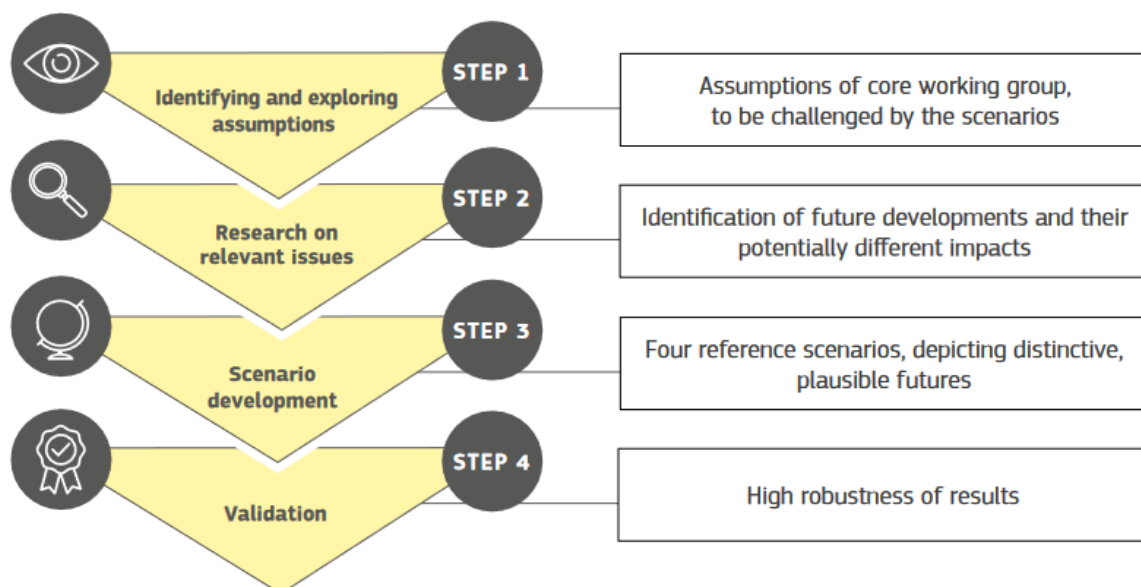 Identifying and exploring
assumptions
STEP 1
Assumptions of core working group,
to be challenged by the scenarios
Research on
relevant issues
STEP 2
Identification of future developments and their
potentially different impacts
Scenario
development
STEP 3
Four reference scenarios, depicting distinctive,
plausible futures
Validation
STEP 4
High robustness of results